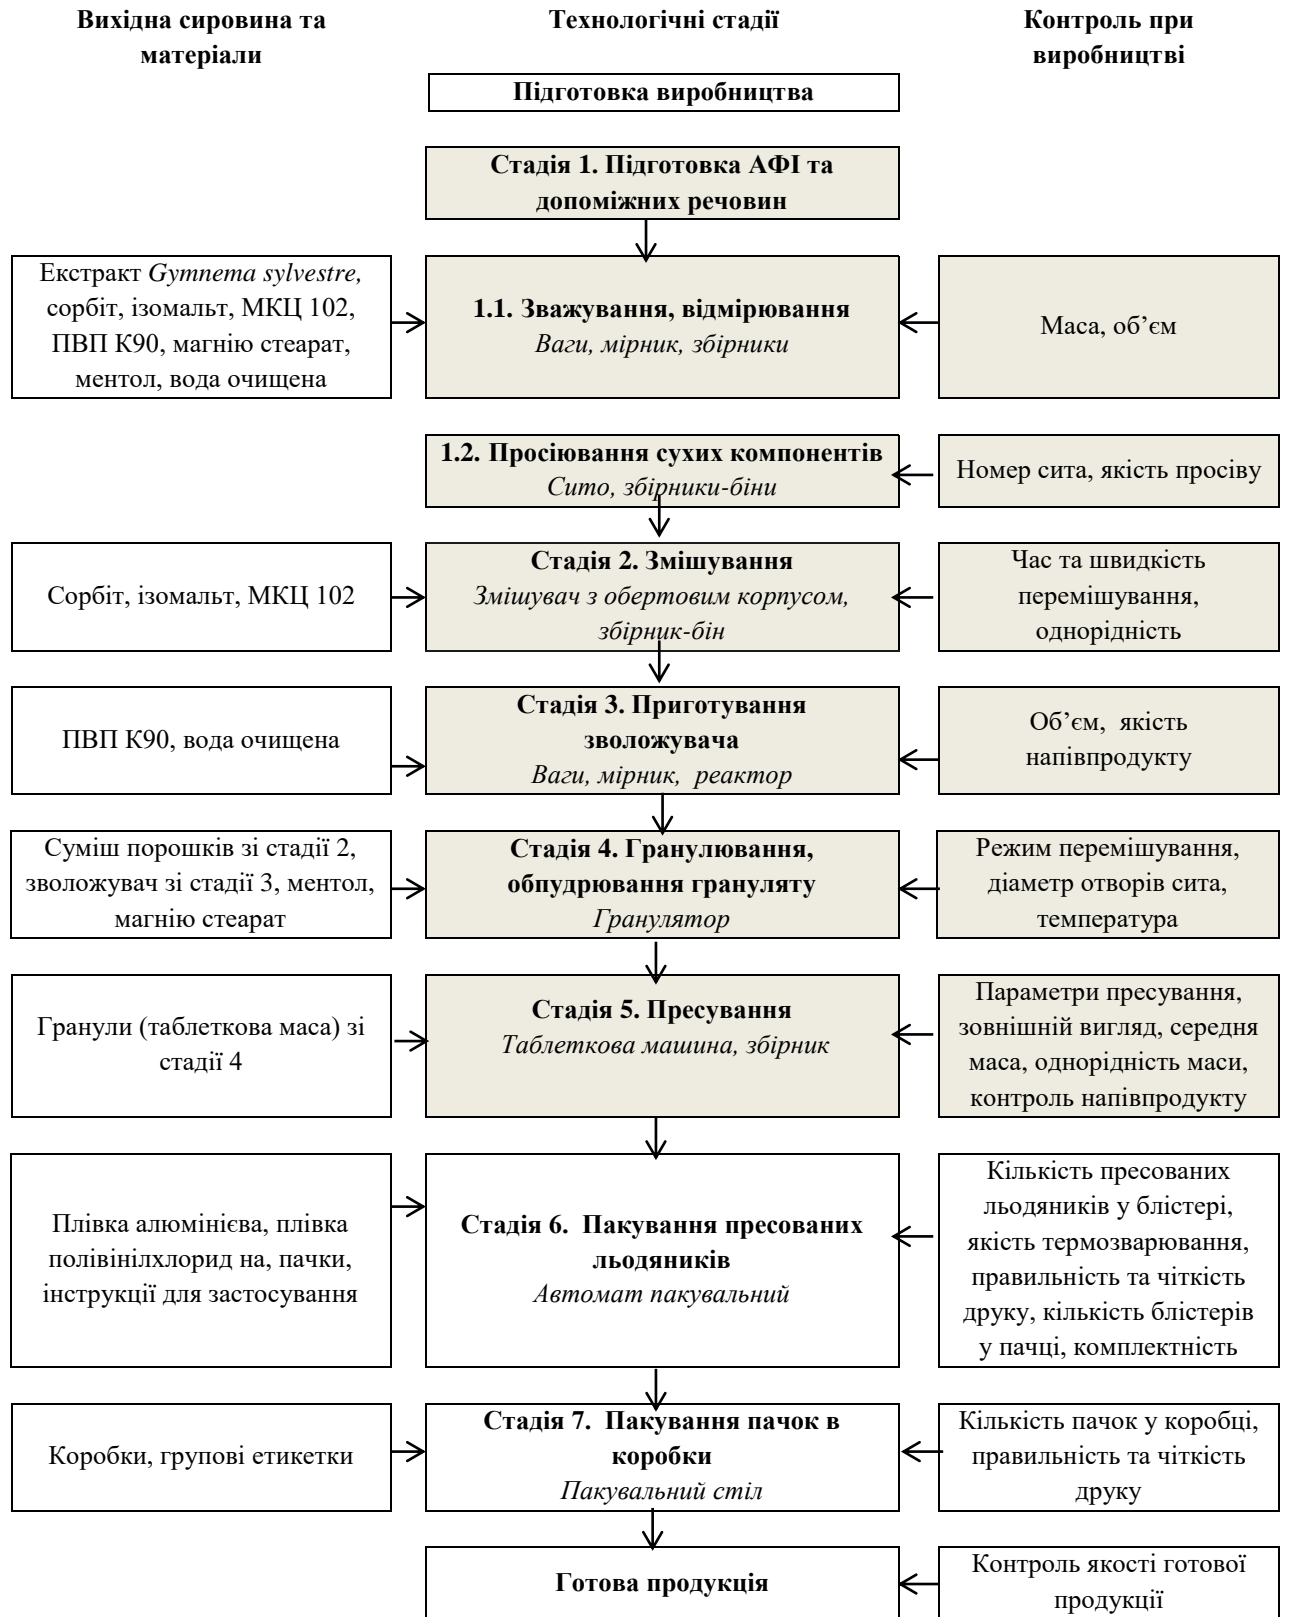 Вихідна сировина та
матеріали
Технологічні стадії
Контроль при
виробництві
Підготовка виробництва
Стадія 1. Підготовка АФІ та
допоміжних речовин
Екстракт Gymnema sylvestre,
сорбіт, ізомальт, МКЦ 102,
ПВП К90, магнію стеарат,
ментол, вода очищена
1.1. Зважування, відмірювання
Ваги, мірник, збірники
Маса, об’єм
1.2. Просіювання сухих компонентів
Сито, збірники-біни
Номер сита, якість просіву
Сорбіт, ізомальт, МКЦ 102
Стадія 2. Змішування
Змішувач з обертовим корпусом,
збірник-бін
Час та швидкість
перемішування,
однорідність
ПВП К90, вода очищена
Стадія 3. Приготування
зволожувача
Ваги, мірник, реактор
Об’єм, якість
напівпродукту
Суміш порошків зі стадії 2,
зволожувач зі стадії 3, ментол,
магнію стеарат
Стадія 4. Гранулювання,
обпудрювання грануляту
Гранулятор
Режим перемішування,
діаметр отворів сита,
температура
Гранули (таблеткова маса) зі
стадії 4
Стадія 5. Пресування
Таблеткова машина, збірник
Параметри пресування,
зовнішній вигляд, середня
маса, однорідність маси,
контроль напівпродукту
Плівка алюмінієва, плівка
полівінілхлорид на, пачки,
інструкції для застосування
Стадія 6. Пакування пресованих
льодяників
Автомат пакувальний
Кількість пресованих
льодяників у блістері,
якість термозварювання,
правильність та чіткість
друку, кількість блістерів
у пачці, комплектність
Коробки, групові етикетки
Стадія 7. Пакування пачок в
коробки
Пакувальний стіл
Кількість пачок у коробці,
правильність та чіткість
друку
Готова продукція
Контроль якості готової
продукції